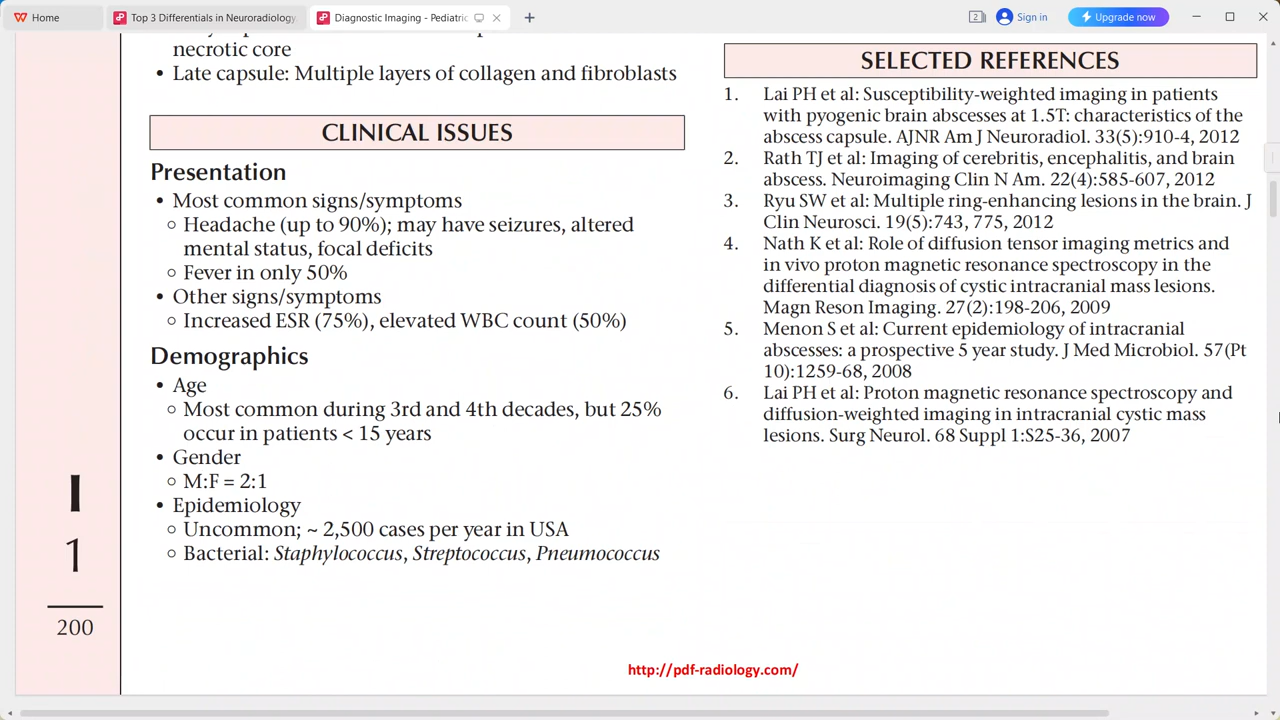 Home
Top 3 Differentials in Neuroradiology.
Diagnostic Imaging - Pediatric
2
Sign in
Upgrade now
necrotic core
• Late capsule: Multiple layers of collagen and fibroblasts
CLINICAL ISSUES
Presentation
• Most common signs/symptoms
○ Headache (up to 90%); may have seizures, altered
mental status, focal deficits
○ Fever in only 50%
• Other signs/symptoms
○ Increased ESR (75%), elevated WBC count (50%)
Demographics
• Age
○ Most common during 3rd and 4th decades, but 25%
occur in patients < 15 years
• Gender
○ M:F = 2:1
• Epidemiology
○ Uncommon; ~ 2,500 cases per year in USA
○ Bacterial: Staphylococcus, Streptococcus, Pneumococcus
I
1
200
SELECTED REFERENCES
1. Lai PH et al: Susceptibility-weighted imaging in patients
with pyogenic brain abscesses at 1.5T: characteristics of the
abscess capsule. AJNR Am J Neuroradiol. 33(5):910-4, 2012
2. Rath TJ et al: Imaging of cerebritis, encephalitis, and brain
abscess. Neuroimaging Clin N Am. 22(4):585-607, 2012
3. Ryu SW et al: Multiple ring-enhancing lesions in the brain. J
Clin Neurosci. 19(5):743, 775, 2012
4. Nath K et al: Role of diffusion tensor imaging metrics and
in vivo proton magnetic resonance spectroscopy in the
differential diagnosis of cystic intracranial mass lesions.
Magn Reson Imaging. 27(2):198-206, 2009
5. Menon S et al: Current epidemiology of intracranial
abscesses: a prospective 5 year study. J Med Microbiol. 57(Pt
10):1259-68, 2008
6. Lai PH et al: Proton magnetic resonance spectroscopy and
diffusion-weighted imaging in intracranial cystic mass
lesions. Surg Neurol. 68 Suppl 1:S25-36, 2007
http://pdf-radiology.com/